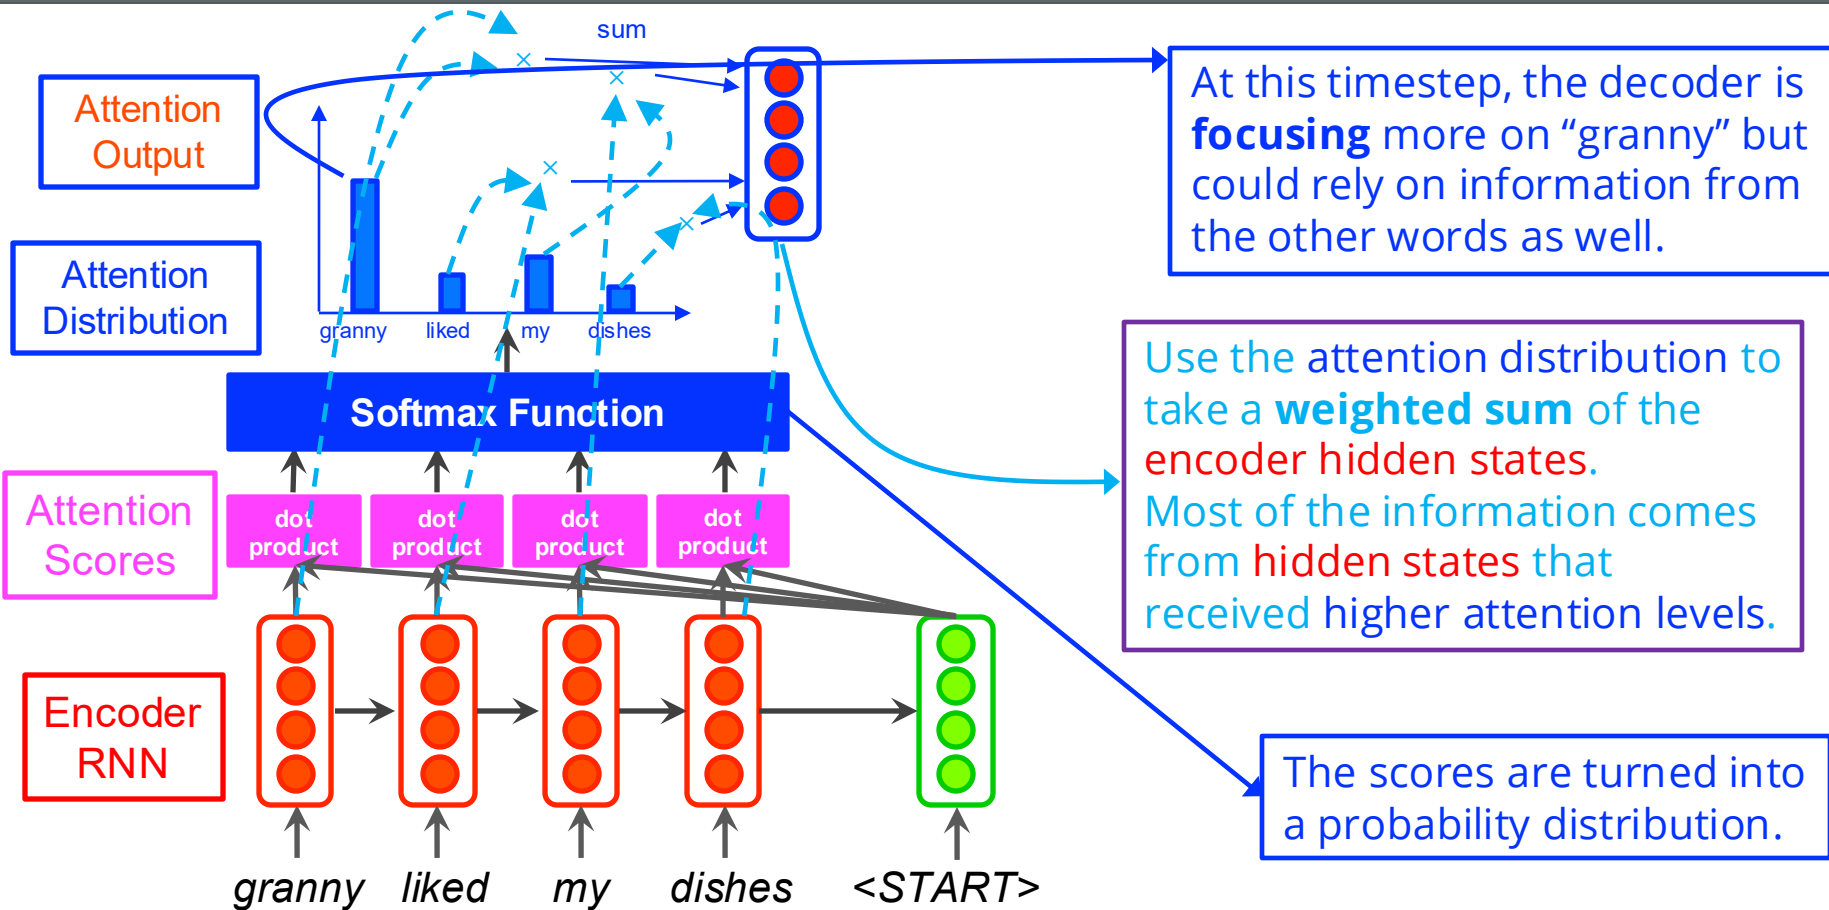 sum
Attention
Output
At this timestep, the decoder is
focusing more on “granny” but
could rely on information from
the other words as well.
Attention
Distribution
granny liked my dishes
Use the attention distribution to
take a weighted sum of the
encoder hidden states.
Most of the information comes
from hidden states that
received higher attention levels.
Softmax Function
Attention
Scores
dot
product
dot
product
dot
product
dot
product
Encoder
RNN
The scores are turned into
a probability distribution.
granny liked my dishes <START>